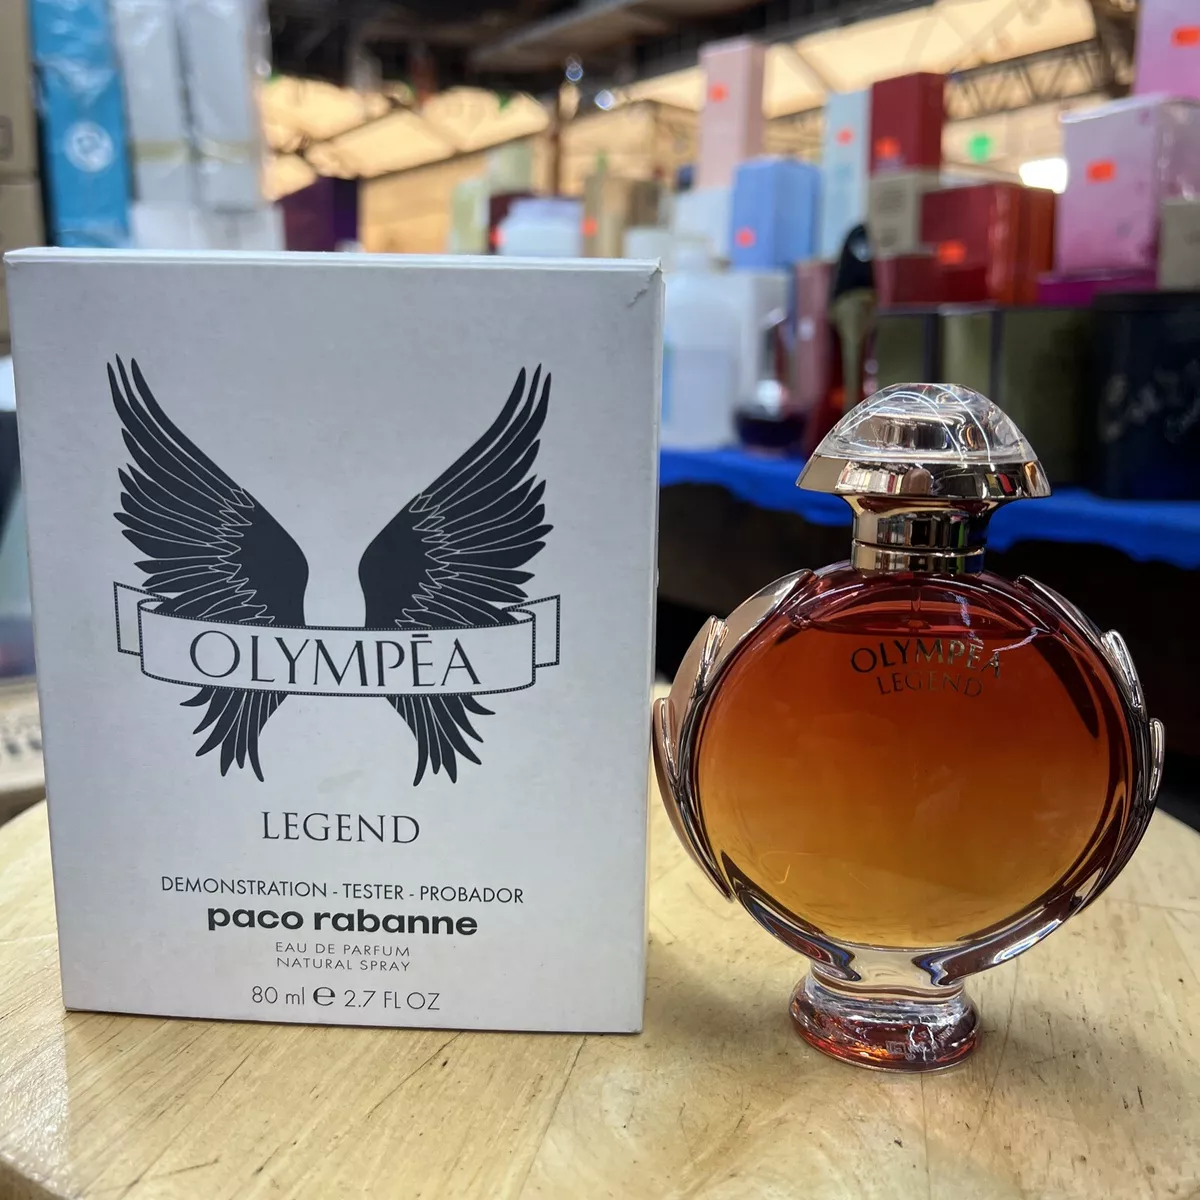 OLYMPĒA
LEGEND
DEMONSTRATION - TESTER - PROBADOR
paco rabanne
EAU DE PARFUM
NATURAL SPRAY
80 ml ℮ 2.7 FL OZ
OLYMPĒA
LEGEND